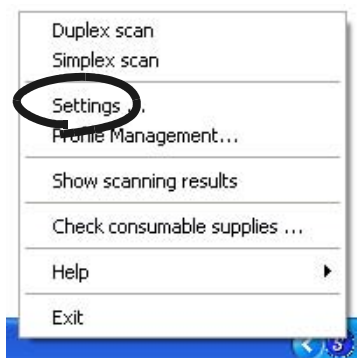 Duplex scan
Simplex scan
Settings ...
Profile Management...
Show scanning results
Check consumable supplies ...
Help
Exit
S